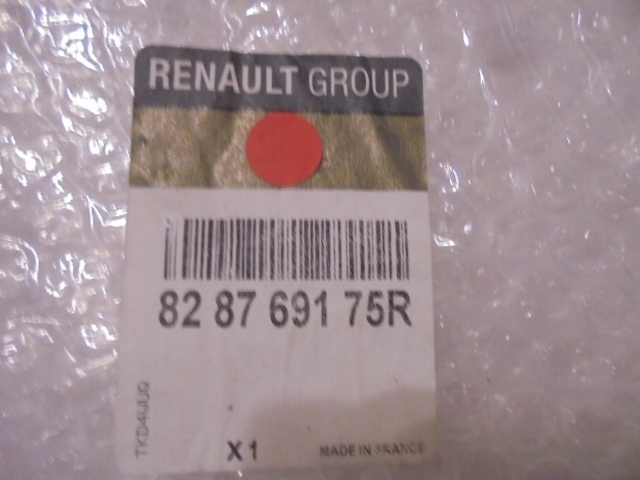 RENAULT GROUP
82 87 691 75R
X1
MADE IN FRANCE